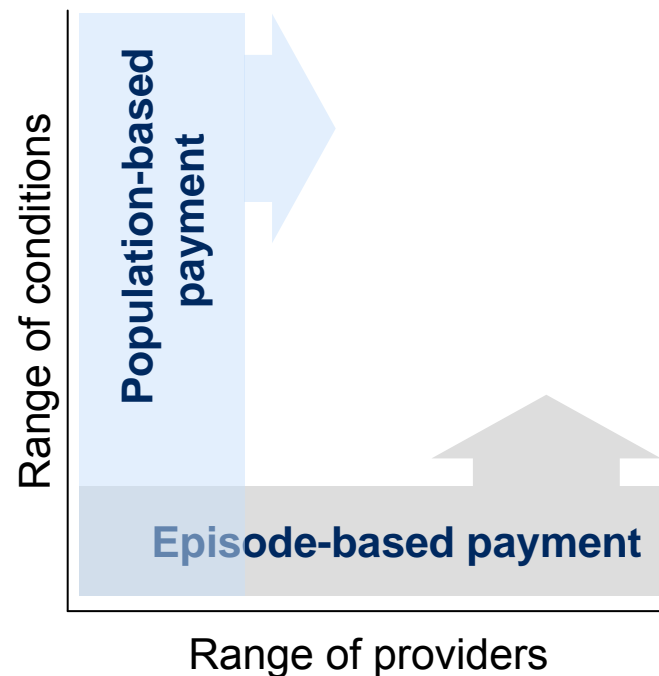 Range of conditions
Population-based
payment
Episode-based payment
Range of providers